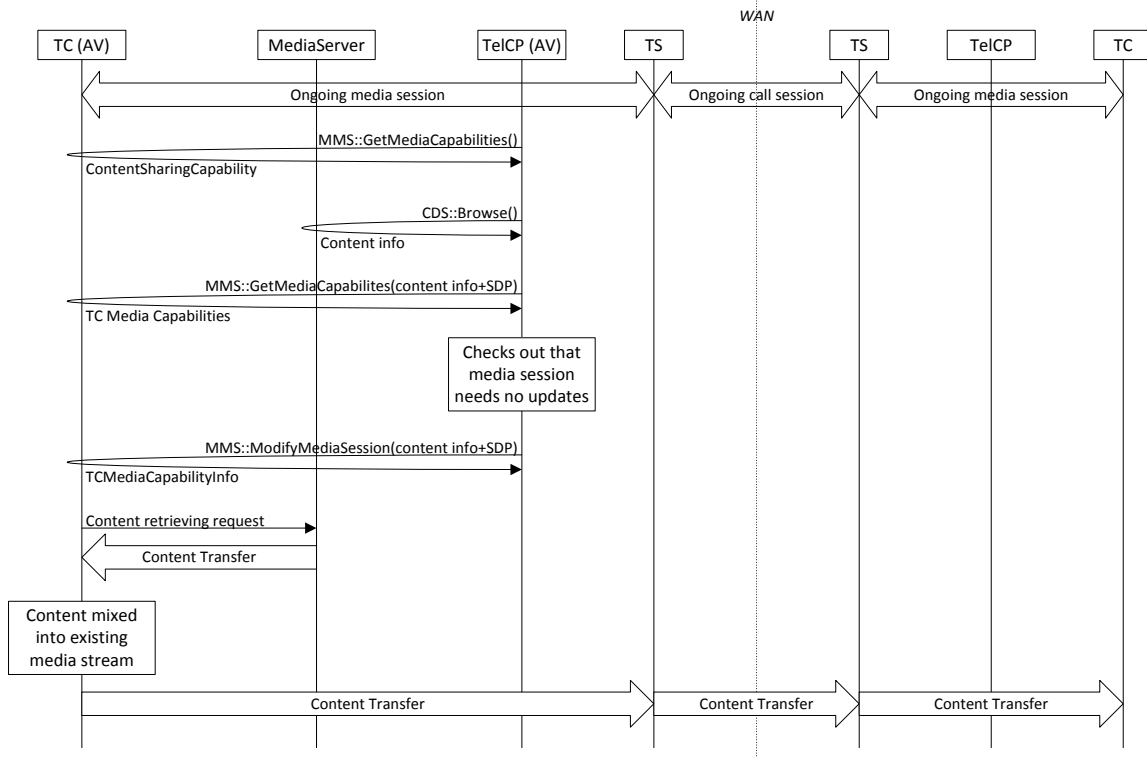 WAN
TC (AV)
MediaServer
TelCP (AV)
TS
TS
TelCP
TC
Ongoing media session
Ongoing call session
Ongoing media session
MMS::GetMediaCapabilities()
ContentSharingCapability
CDS::Browse()
Content info
MMS::GetMediaCapabilites(content info+SDP)
TC Media Capabilities
Checks out that
media session
needs no updates
MMS::ModifyMediaSession(content info+SDP)
TCMediaCapabilityInfo
Content retrieving request
Content Transfer
Content mixed
into existing
media stream
Content Transfer
Content Transfer
Content Transfer